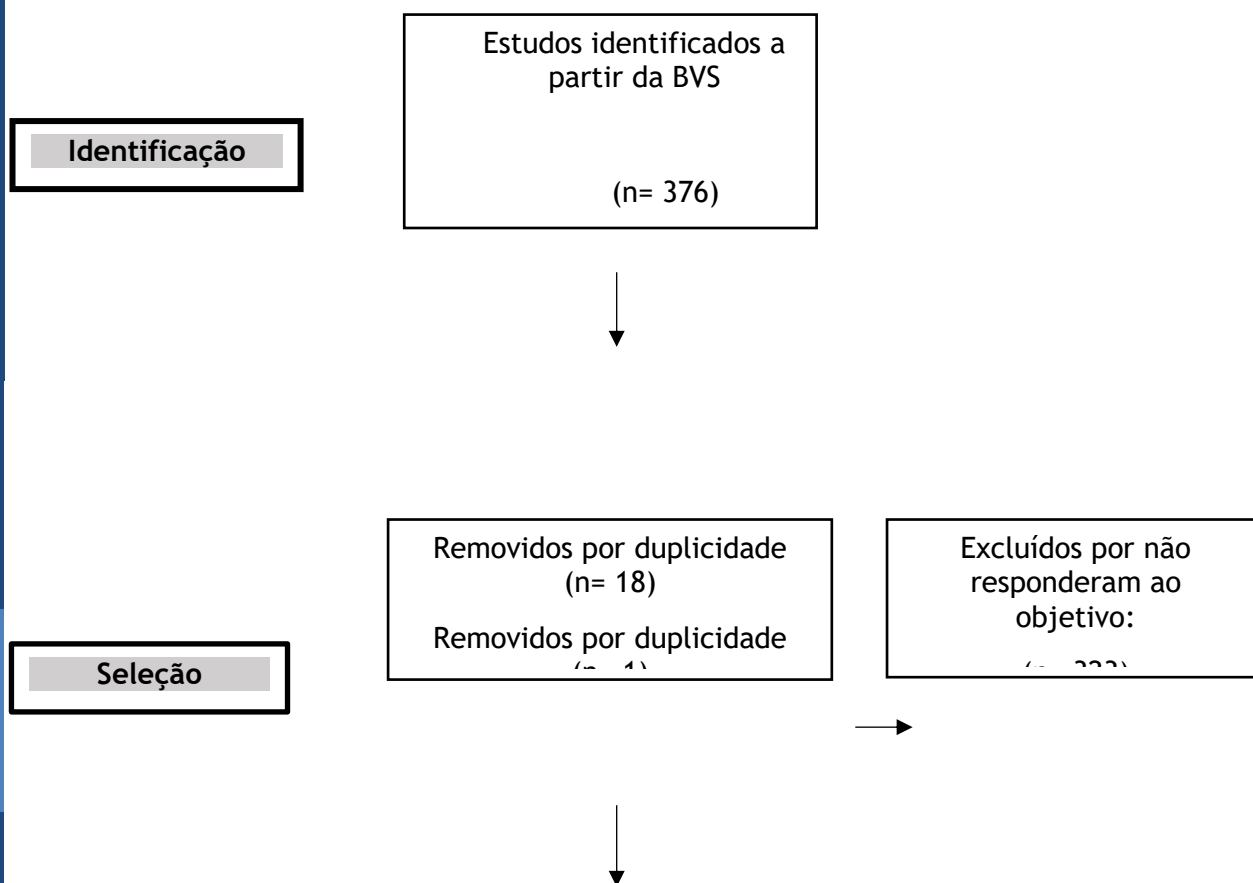 Estudos identificados a
partir da BVS
Identificação
(n= 376)
Removidos por duplicidade
(n= 18)
Removidos por duplicidade
Excluídos por não
responderam ao
objetivo:
Seleção